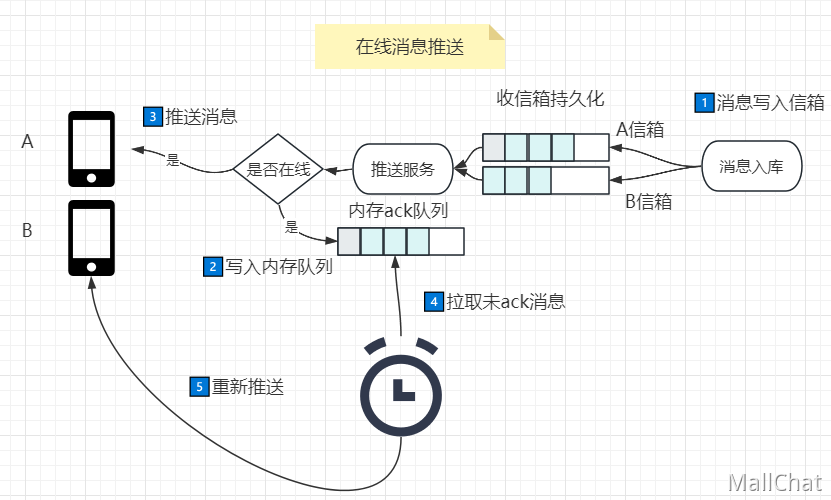 在线消息推送
收信箱持久化
1 消息写入信箱
3 推送消息
A
A信箱
是
是否在线
推送服务
消息入库
B信箱
B
内存ack队列
是
2 写入内存队列
4 拉取未ack消息
5 重新推送
MallChat